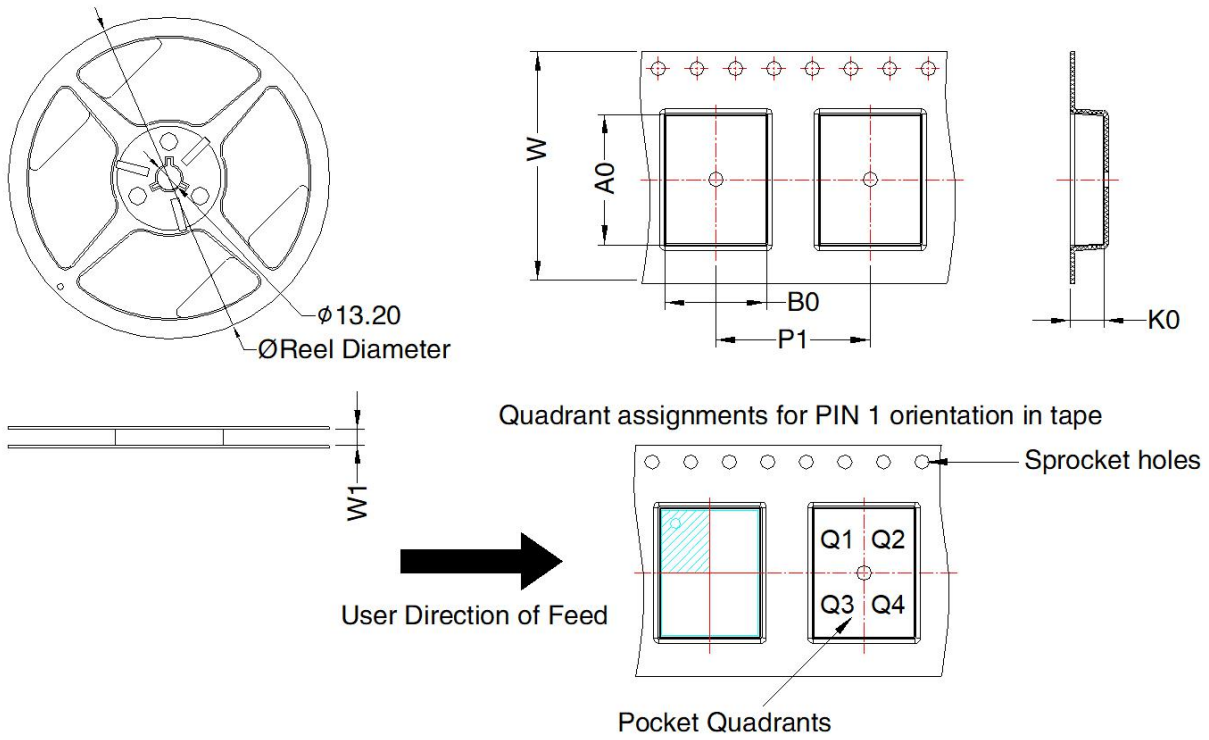 W
A0
B0
P1
K0
ϕ13.20
ØReel Diameter
W1
Quadrant assignments for PIN 1 orientation in tape
Sprocket holes
Q1 Q2
Q3 Q4
User Direction of Feed
Pocket Quadrants